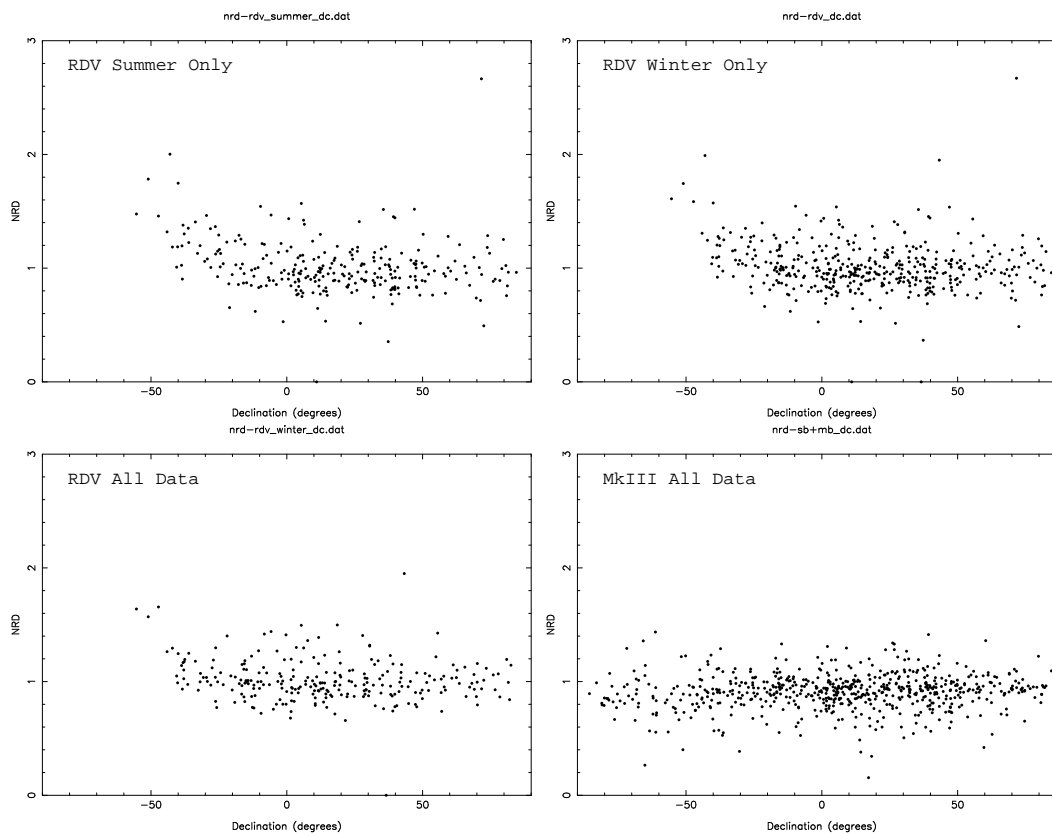 nrd-rdv_summer_dc.dat
RDV Summer Only
3
2
1
0
NRD
-50
0
50
Declination (degrees)
nrd-rdv_dc.dat
RDV Winter Only
3
2
1
0
NRD
-50
0
50
Declination (degrees)
nrd-rdv_winter_dc.dat
RDV All Data
3
2
1
0
NRD
-50
0
50
Declination (degrees)
nrd-sb+mb_dc.dat
MkIII All Data
3
2
1
0
NRD
-50
0
50
Declination (degrees)